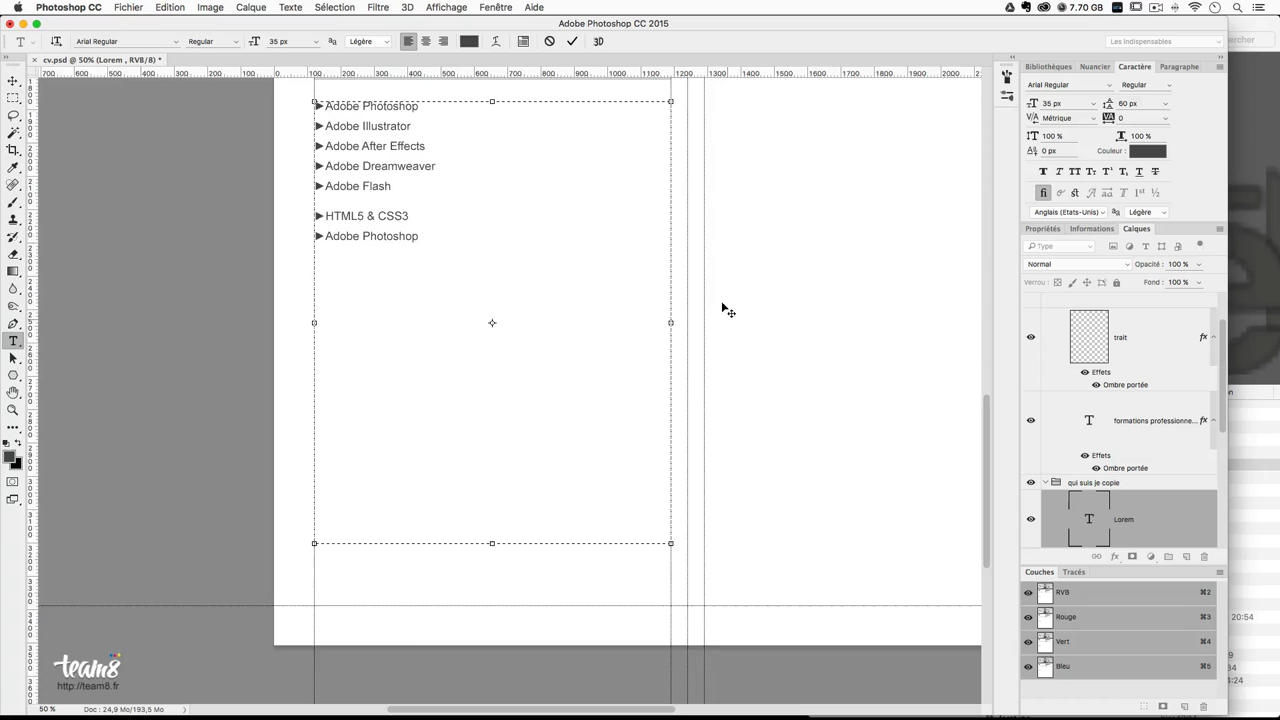 Photoshop CC Fichier Edition Image Calque Texte Sélection Filtre 3D Affichage Fenêtre Aide 7.70 GB
Adobe Photoshop CC 2015
Arial Regular Regular 35 px Légère 3D Les indispensables
cv.psd @ 50% (Lorem , RVB/8) *
Bibliothèques Nuancier Caractère Paragraphe
Arial Regular Regular
35 px 60 px
Métrique 0
100 % 100 %
0 px Couleur :
Anglais (Etats-Unis) Légère
Propriétés Informations Calques
Type
Normal Opacité : 100 %
Verrou : Fond : 100 %
trait fx
Effets
Ombre portée
formations professionne... fx
Effets
Ombre portée
qui suis je copie
T Lorem
Couches Tracés
RVB ⌘2
Rouge ⌘3
Vert ⌘4
Bleu ⌘5
►Adobe Photoshop
►Adobe Illustrator
►Adobe After Effects
►Adobe Dreamweaver
►Adobe Flash
►HTML5 & CSS3
►Adobe Photoshop
team8
http://team8.fr
50 % Doc : 24,9 Mo/193,5 Mo